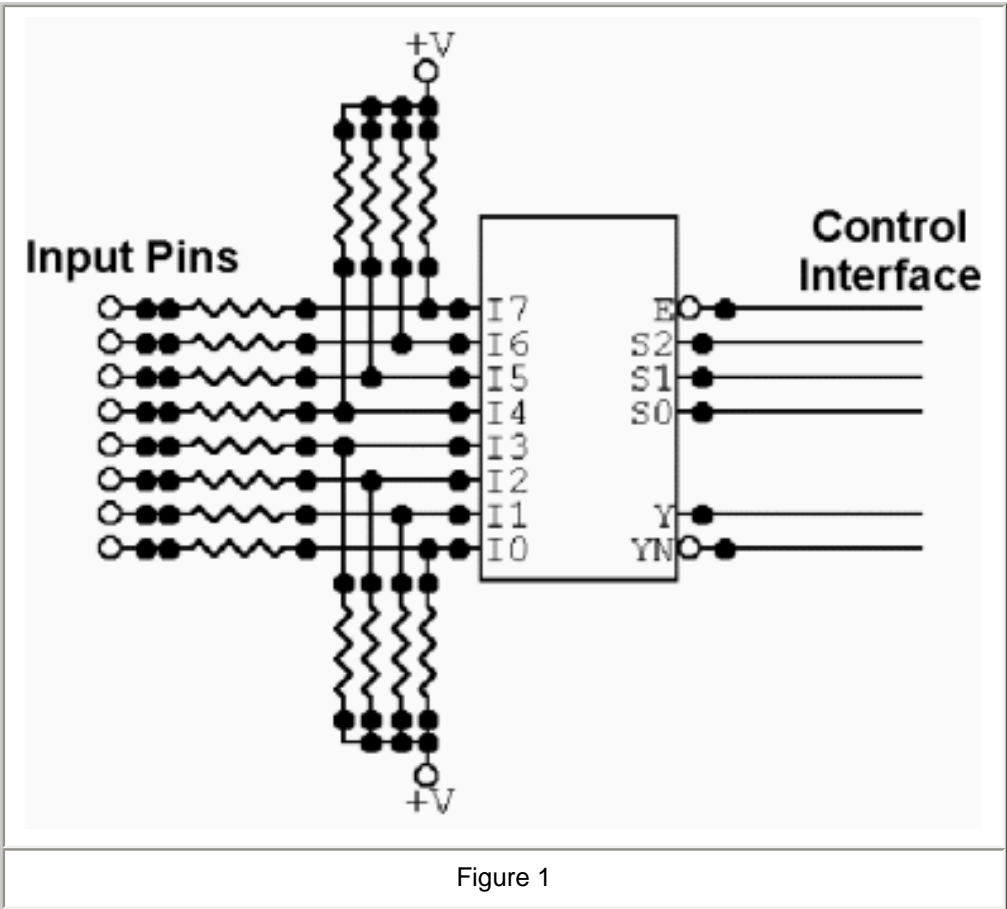 +V
Input Pins
Control
Interface
I7
I6
I5
I4
I3
I2
I1
I0
E
S2
S1
S0
Y
YN
+V
Figure 1